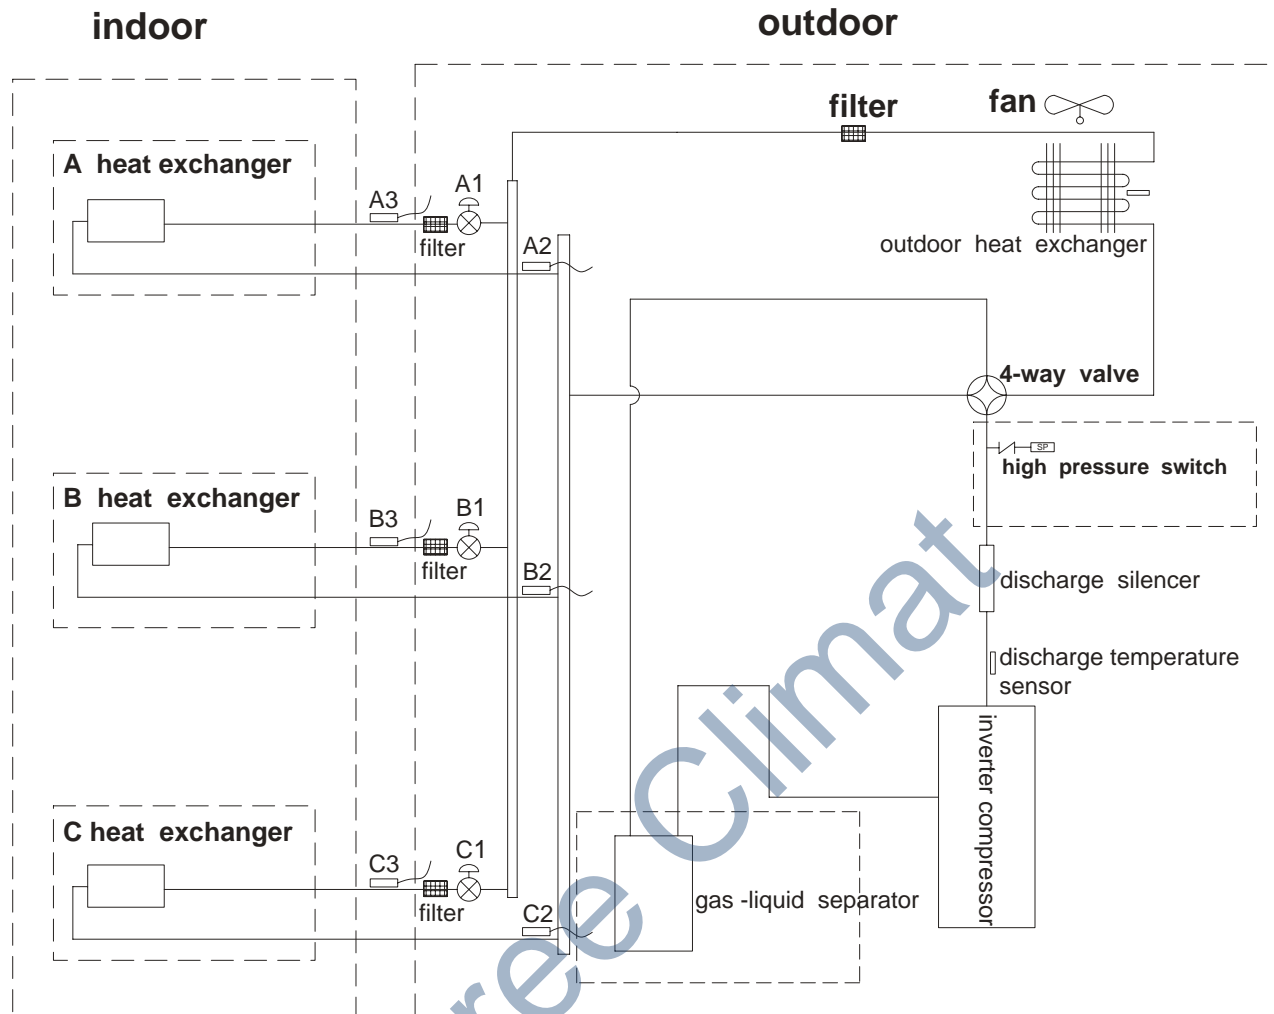 indoor
outdoor
filter
fan
A heat exchanger
A3
A1
filter
A2
outdoor heat exchanger
4-way valve
SP
high pressure switch
B heat exchanger
B3
B1
filter
B2
discharge silencer
discharge temperature
sensor
inverter compressor
C heat exchanger
C3
C1
filter
C2
gas -liquid separator
ree Climat